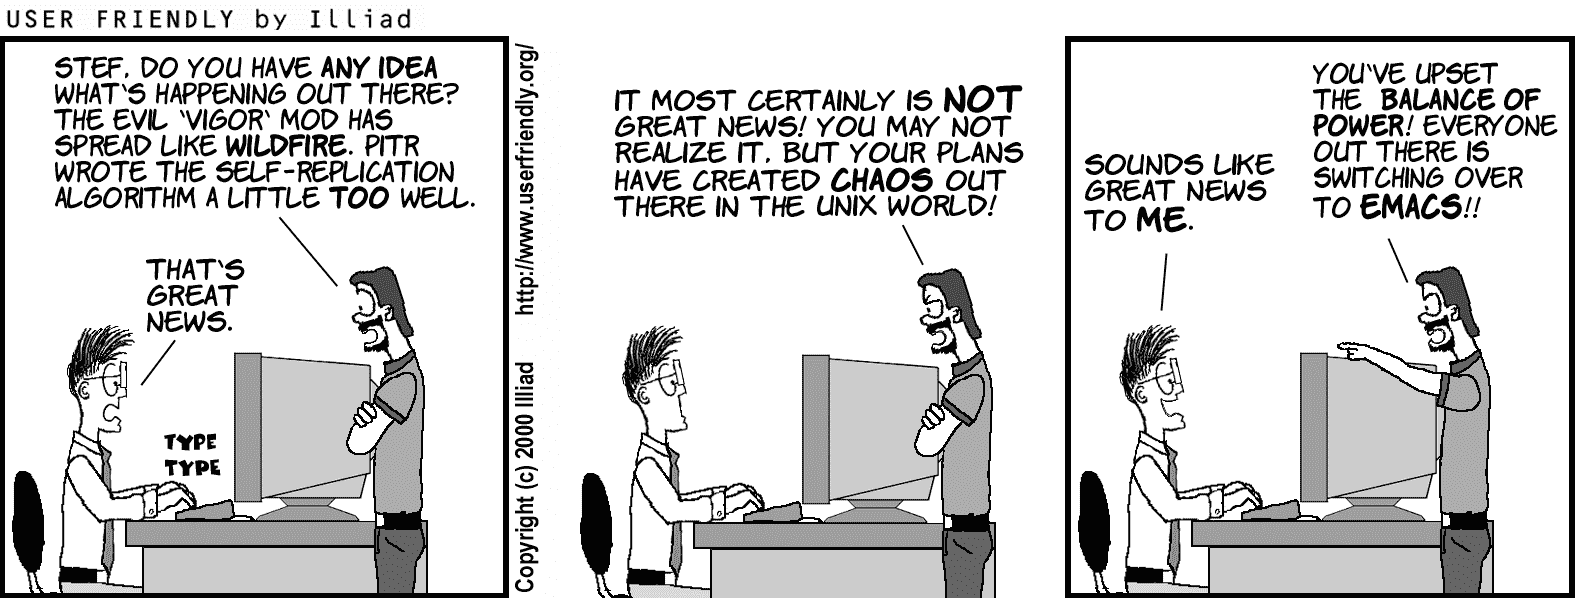 USER FRIENDLY by Illiad
STEF, DO YOU HAVE ANY IDEA
WHAT'S HAPPENING OUT THERE?
THE EVIL 'VIGOR' MOD HAS
SPREAD LIKE WILDFIRE. PITR
WROTE THE SELF-REPLICATION
ALGORITHM A LITTLE TOO WELL.
THAT'S
GREAT
NEWS.
TYPE
TYPE
Copyright (c) 2000 Illiad http://www.userfriendly.org/
IT MOST CERTAINLY IS NOT
GREAT NEWS! YOU MAY NOT
REALIZE IT, BUT YOUR PLANS
HAVE CREATED CHAOS OUT
THERE IN THE UNIX WORLD!
SOUNDS LIKE
GREAT NEWS
TO ME.
YOU'VE UPSET
THE BALANCE OF
POWER! EVERYONE
OUT THERE IS
SWITCHING OVER
TO EMACS!!